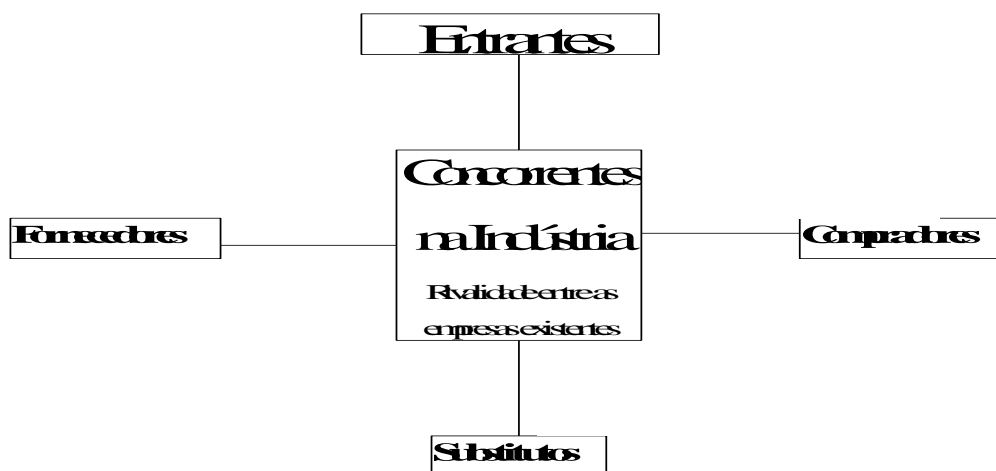 Entrantes
Concorrentes
na Indústria
Rivalidade entre as
empresas existentes
Fornecedores
Compradores
Substitutos